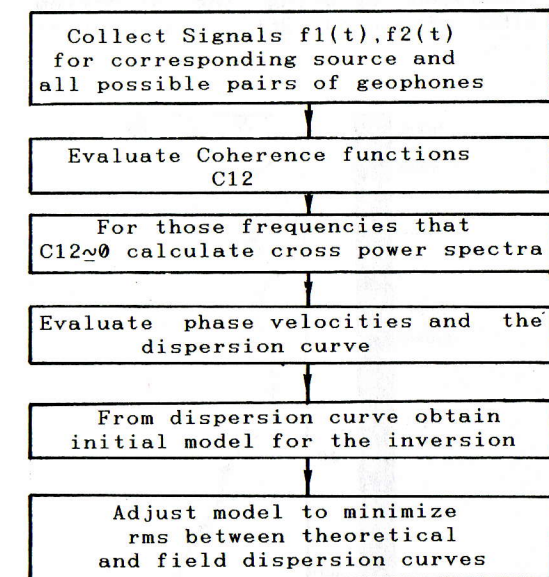 Collect Signals f1(t),f2(t)
for corresponding source and
all possible pairs of geophones
Evaluate Coherence functions
C12
For those frequencies that
C12≃0 calculate cross power spectra
Evaluate phase velocities and the
dispersion curve
From dispersion curve obtain
initial model for the inversion
Adjust model to minimize
rms between theoretical
and field dispersion curves